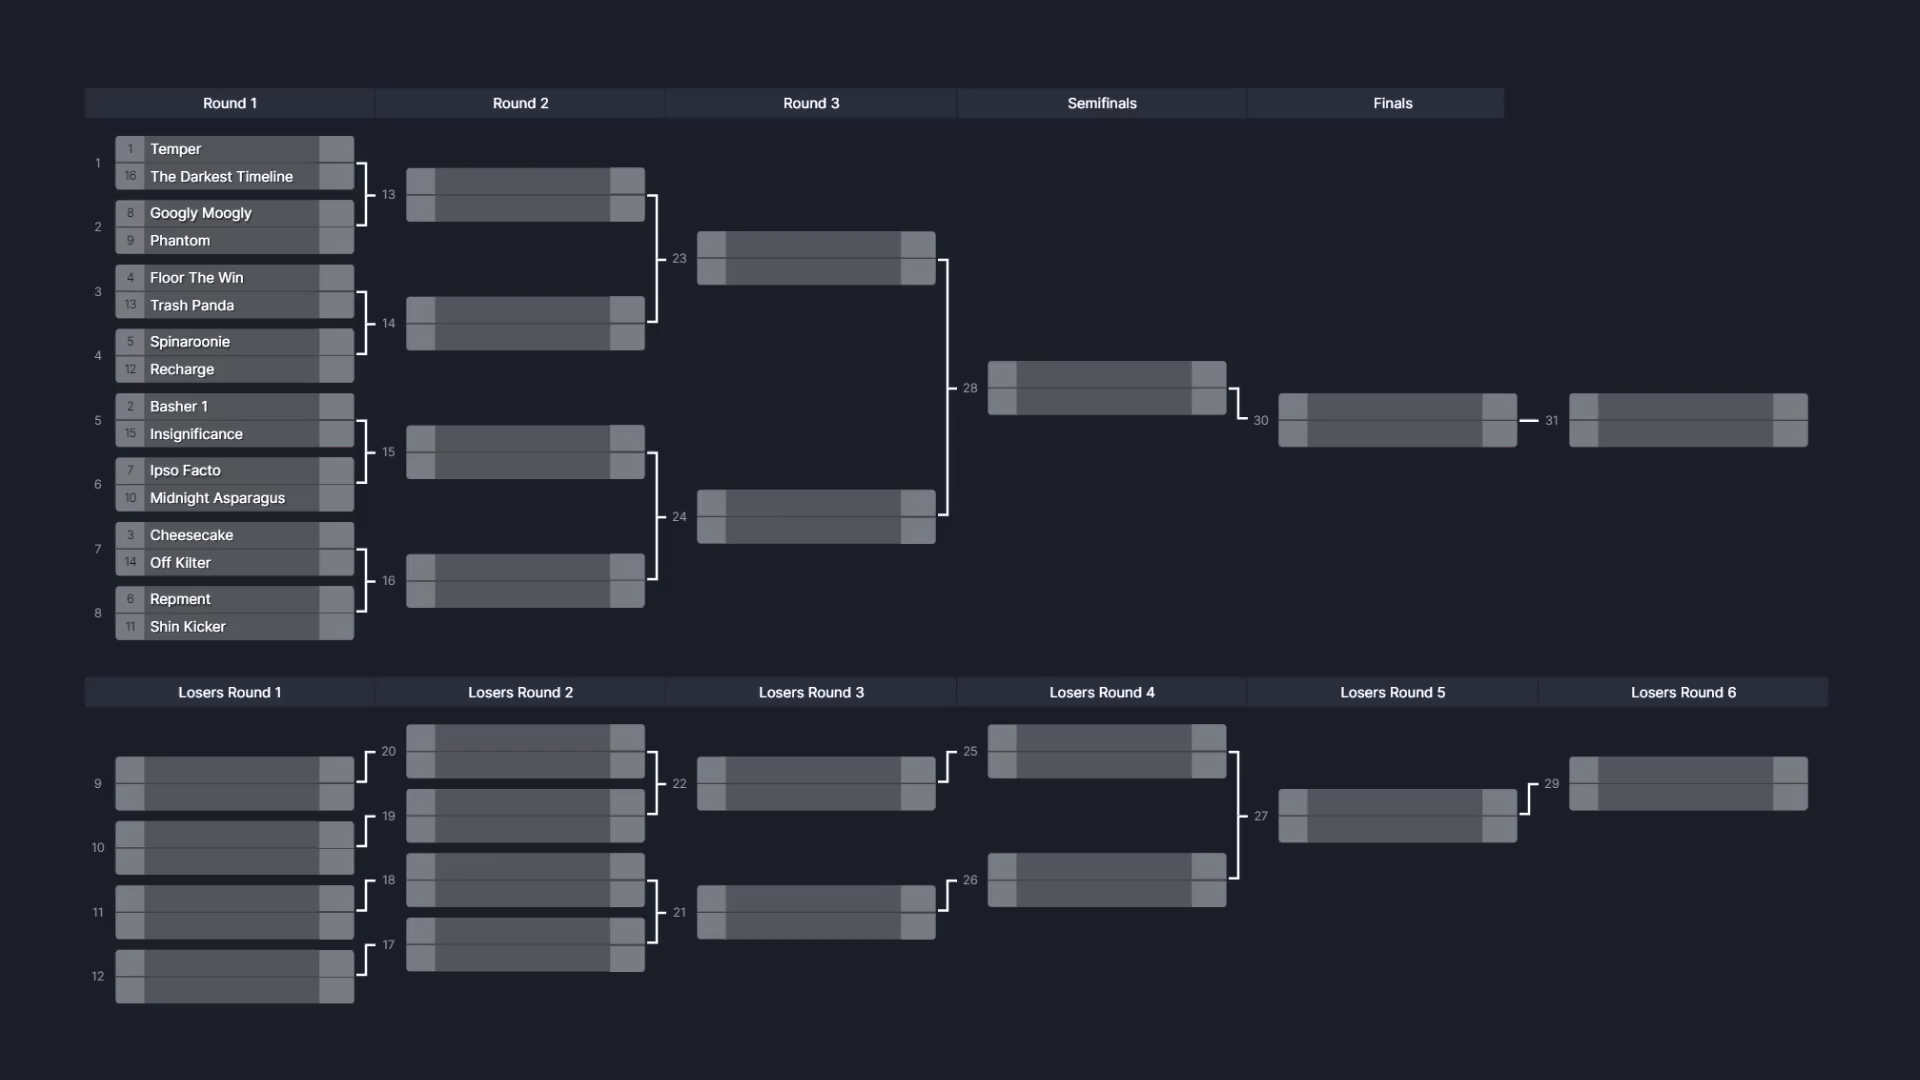 Round 1
Round 2
Round 3
Semifinals
Finals
1
1 Temper
16 The Darkest Timeline
2
8 Googly Moogly
9 Phantom
3
4 Floor The Win
13 Trash Panda
4
5 Spinaroonie
12 Recharge
5
2 Basher 1
15 Insignificance
6
7 Ipso Facto
10 Midnight Asparagus
7
3 Cheesecake
14 Off Kilter
8
6 Repment
11 Shin Kicker
13
14
15
16
23
24
28
30
31
Losers Round 1
Losers Round 2
Losers Round 3
Losers Round 4
Losers Round 5
Losers Round 6
9
10
11
12
20
19
18
17
22
21
25
26
27
29